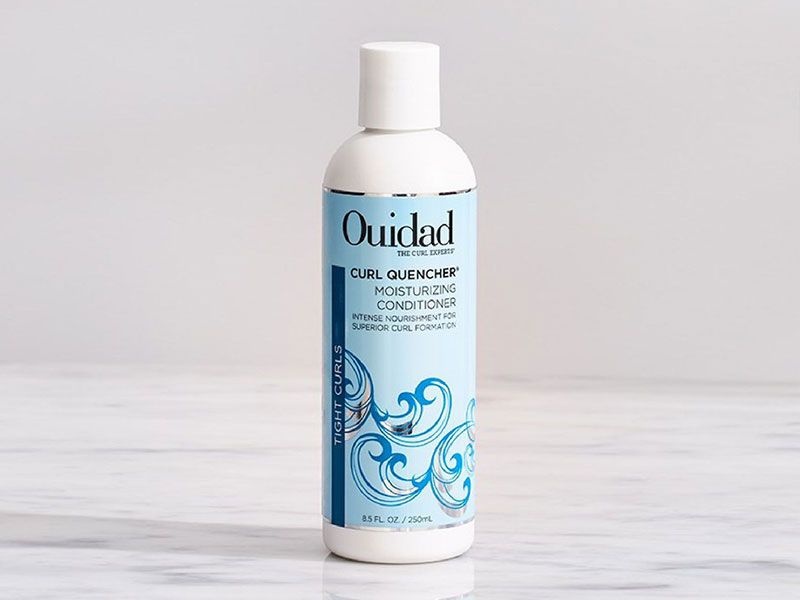 Ouidad
THE CURL EXPERTS®
CURL QUENCHER®
MOISTURIZING
CONDITIONER
INTENSE NOURISHMENT FOR
SUPERIOR CURL FORMATION
TIGHT CURLS
8.5 FL. OZ. / 250mL